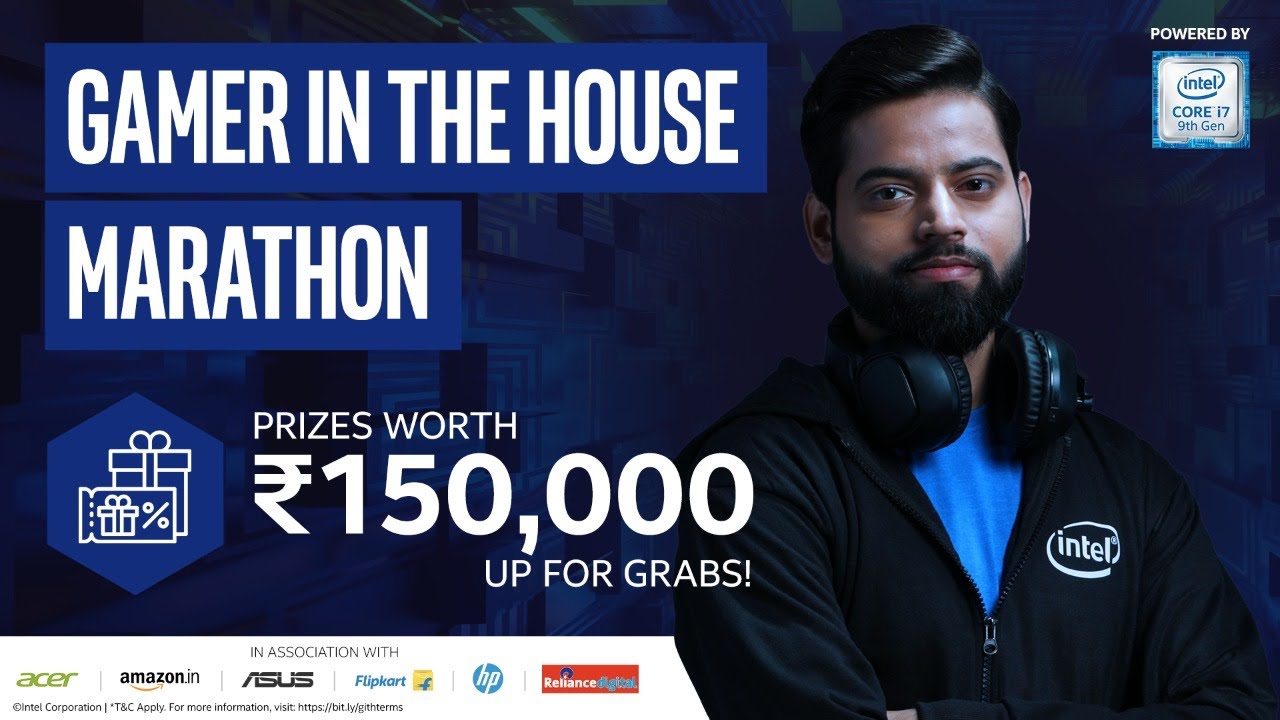 GAMER IN THE HOUSE
MARATHON
POWERED BY
intel
CORE i7
9th Gen
PRIZES WORTH
₹150,000
UP FOR GRABS!
%
intel®
IN ASSOCIATION WITH
acer | amazon.in | ASUS | Flipkart | hp | Reliance digital
©Intel Corporation | *T&C Apply. For more information, visit: https://bit.ly/githterms